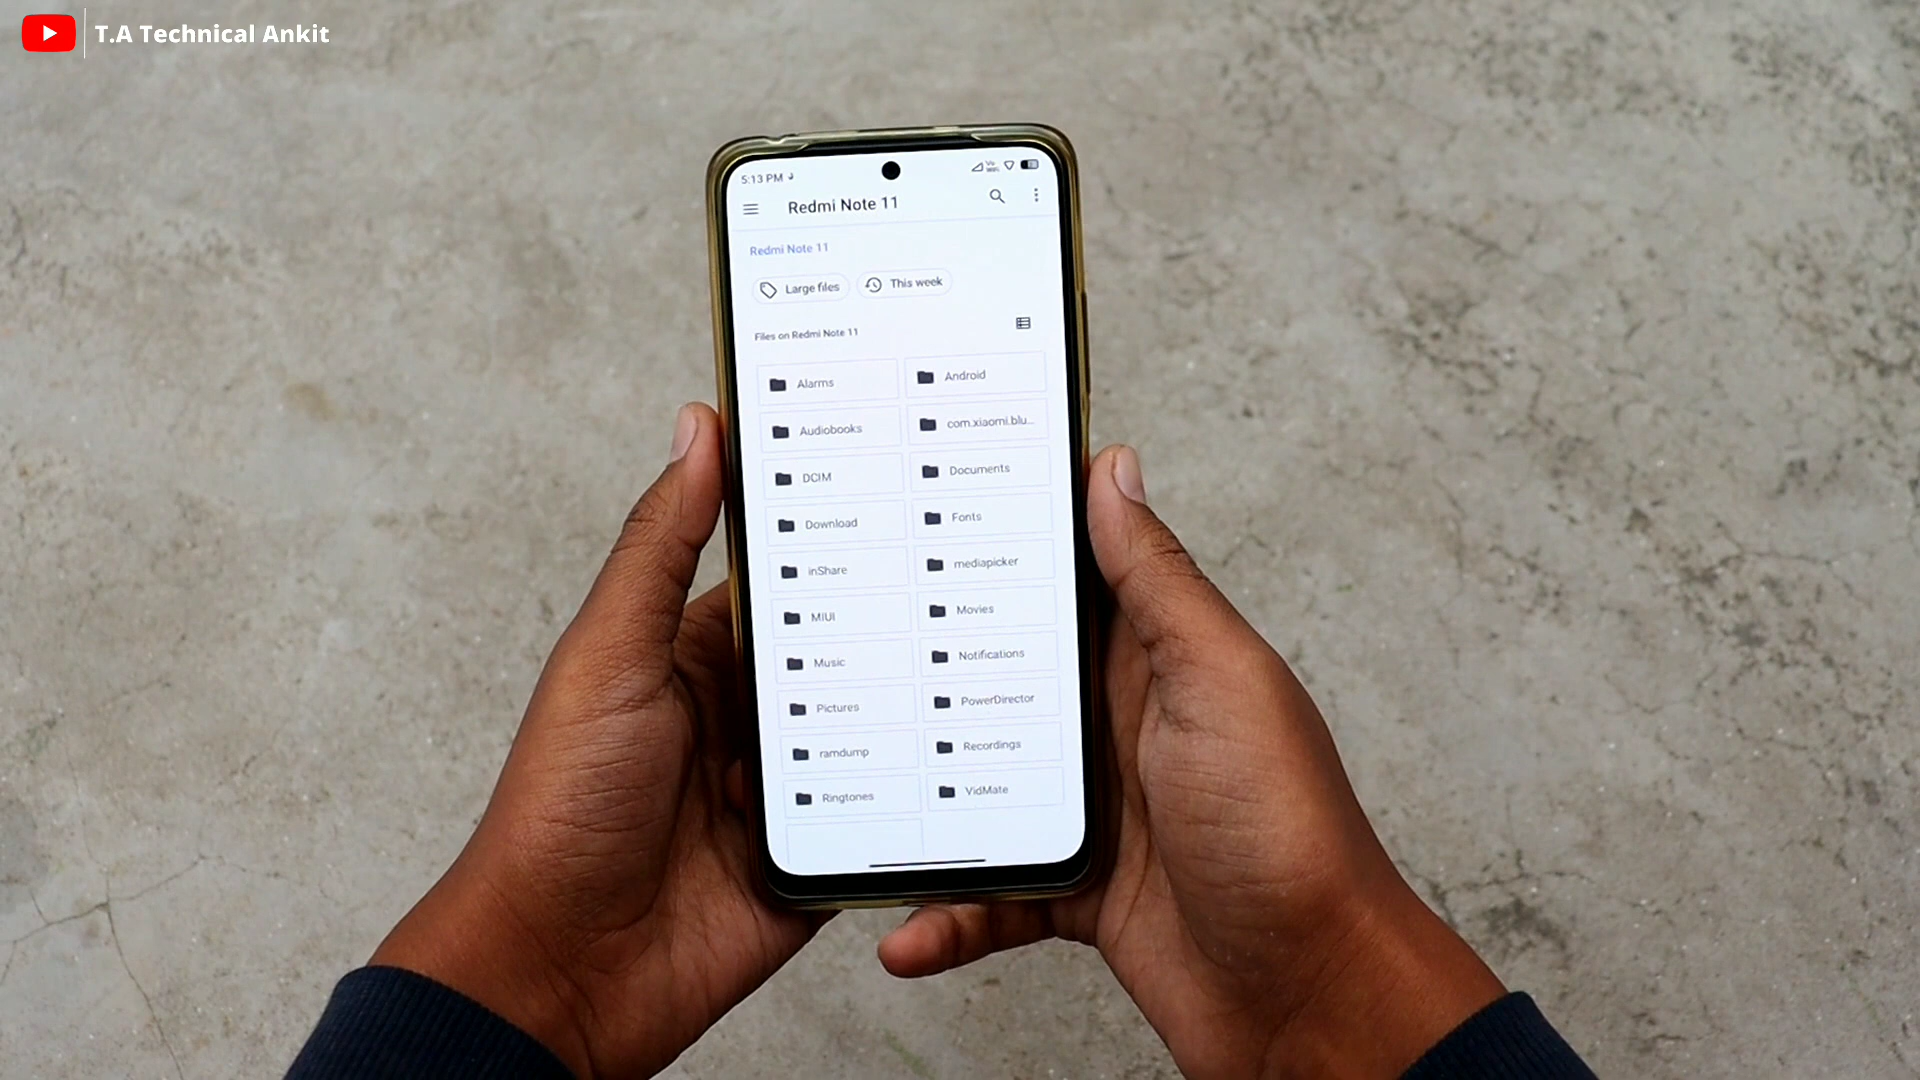 T.A Technical Ankit
5:13 PM
Redmi Note 11
Redmi Note 11
Large files
This week
Files on Redmi Note 11
Alarms
Android
Audiobooks
com.xiaomi.blu...
DCIM
Documents
Download
Fonts
inShare
mediapicker
MIUI
Movies
Music
Notifications
Pictures
PowerDirector
ramdump
Recordings
Ringtones
VidMate